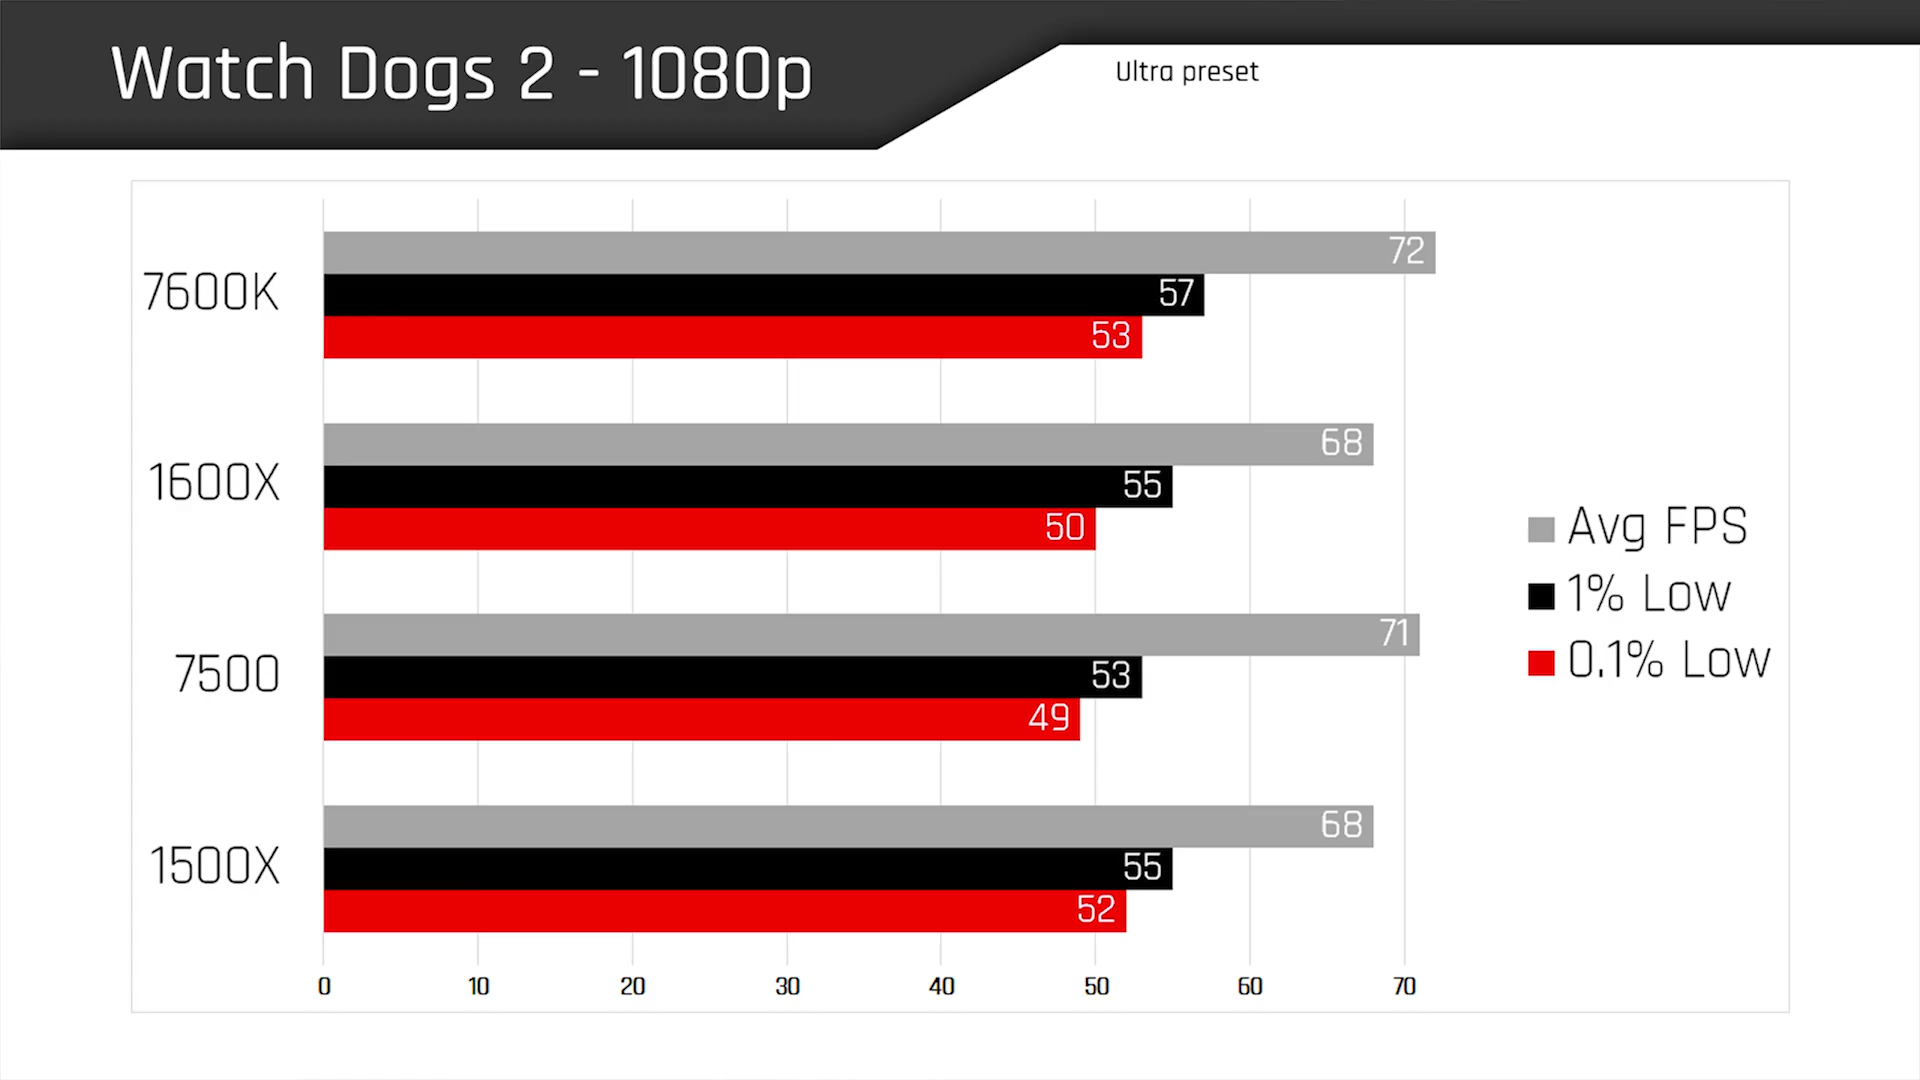 Watch Dogs 2 - 1080p
Ultra preset
7600K
72
57
53
1600X
68
55
50
7500
71
53
49
1500X
68
55
52
0 10 20 30 40 50 60 70
Avg FPS
1% Low
0.1% Low